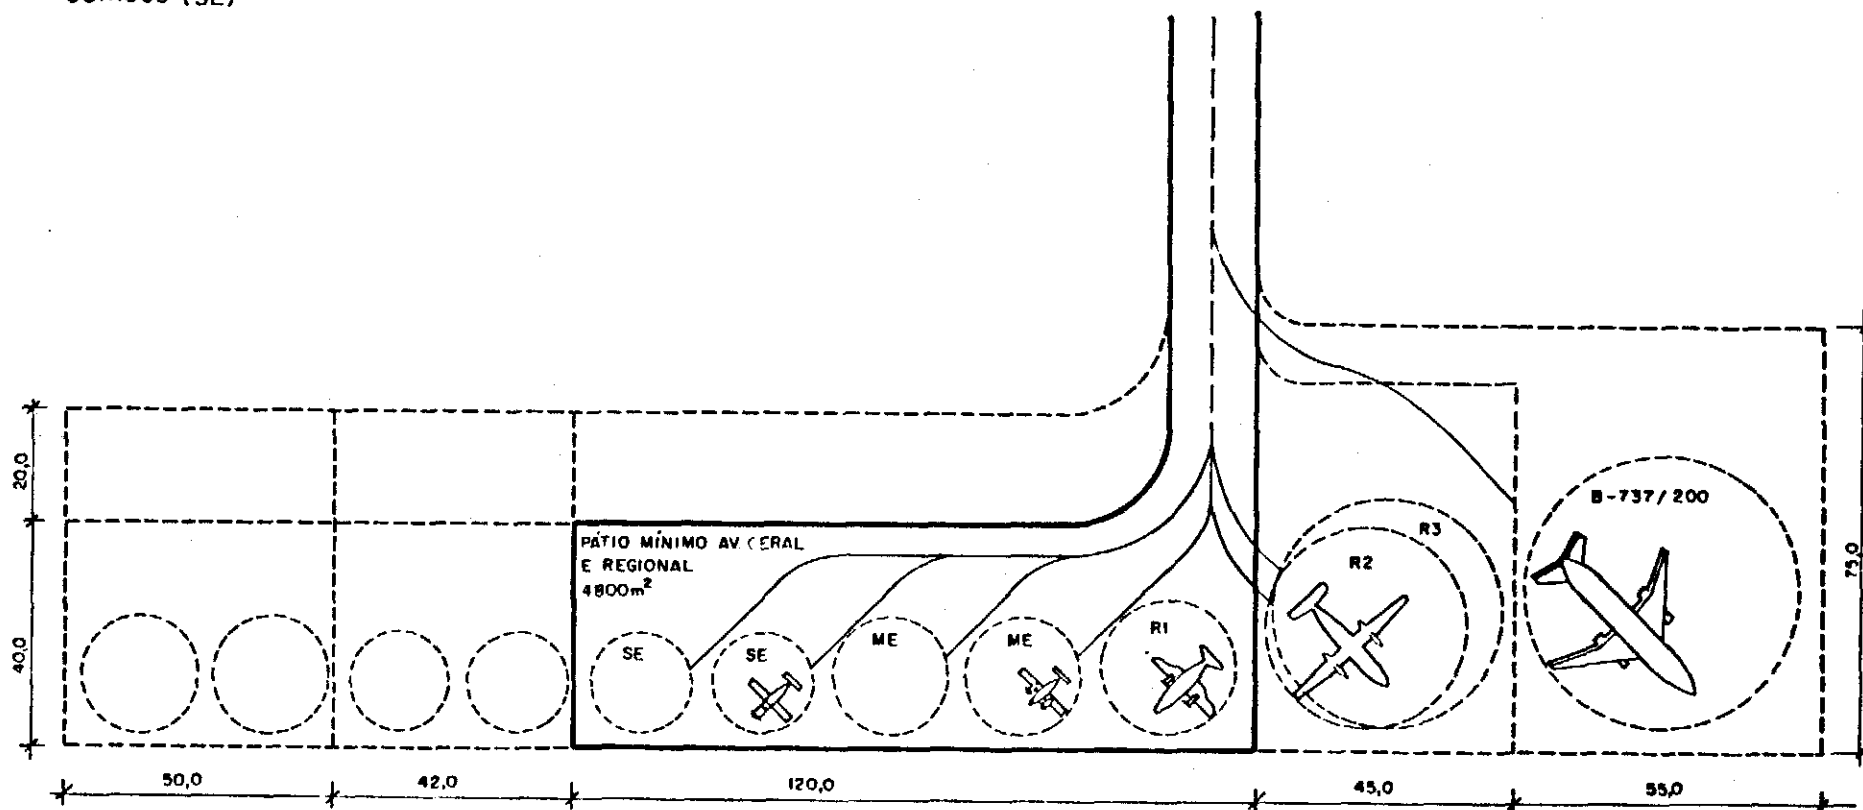 (SE)
B-737/200
R3
R2
PÁTIO MÍNIMO AV. GERAL
E REGIONAL
4800m²
SE
SE
ME
ME
R1
20,0
40,0
75,0
50,0
42,0
120,0
45,0
55,0